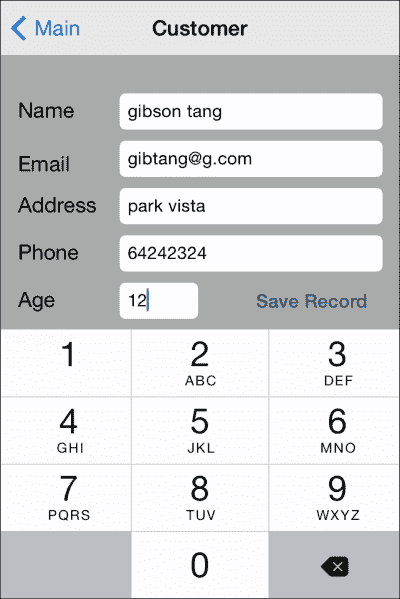 Main Customer
Name gibson tang
Email gibtang@g.com
Address park vista
Phone 64242324
Age 12 Save Record
1 2 3
ABC DEF
4 5 6
GHI JKL MNO
7 8 9
PQRS TUV WXYZ
0